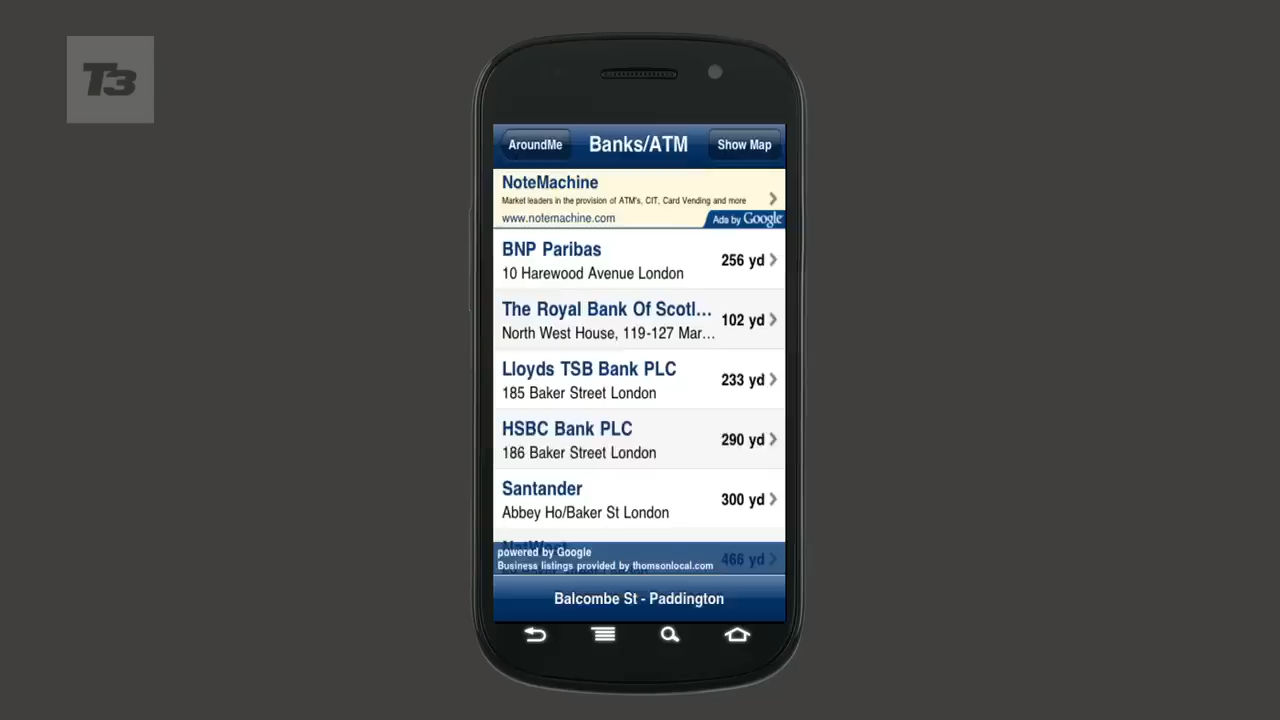 T3
AroundMe
Banks/ATM
Show Map
NoteMachine
Market leaders in the provision of ATM's, CIT, Card Vending and more
www.notemachine.com
Ads by Google
BNP Paribas
256 yd
10 Harewood Avenue London
The Royal Bank Of Scotl...
102 yd
North West House, 119-127 Mar...
Lloyds TSB Bank PLC
233 yd
185 Baker Street London
HSBC Bank PLC
290 yd
186 Baker Street London
Santander
300 yd
Abbey Ho/Baker St London
NatWest
466 yd
powered by Google
Business listings provided by thomsonlocal.com
Balcombe St - Paddington